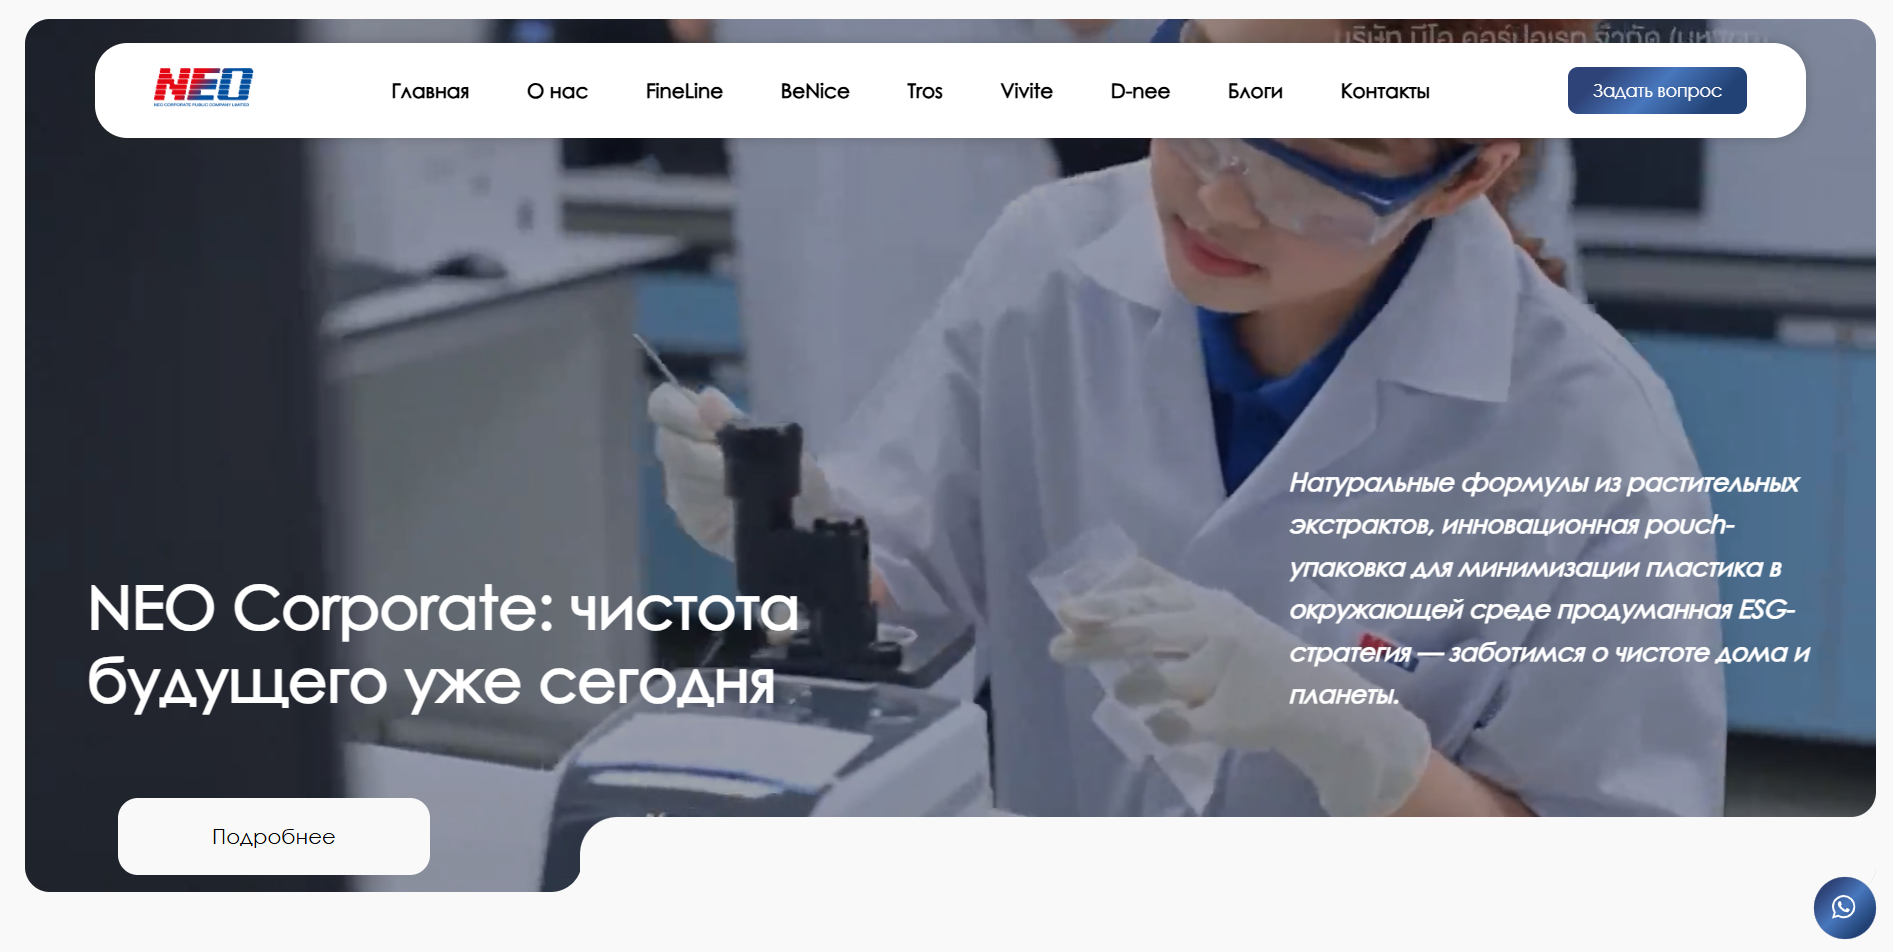 NEO
NEO CORPORATE PUBLIC COMPANY LIMITED
Главная О нас FineLine BeNice Tros Vivite D-nee Блоги Контакты
Задать вопрос
Натуральные формулы из растительных
экстрактов, инновационная pouch-
упаковка для минимизации пластика в
окружающей среде продуманная ESG-
стратегия — заботимся о чистоте дома и
планеты.
NEO Corporate: чистота
будущего уже сегодня
Подробнее